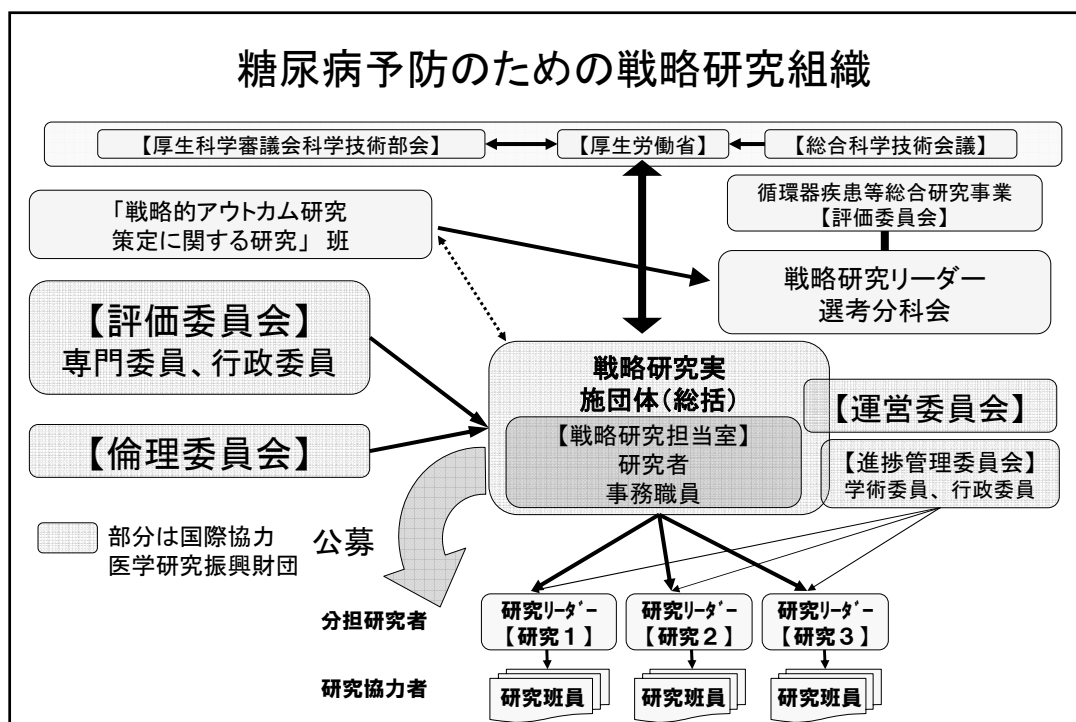 糖尿病予防のための戦略研究組織
【厚生科学審議会科学技術部会】
【厚生労働省】
【総合科学技術会議】
「戦略的アウトカム研究
策定に関する研究」 班
循環器疾患等総合研究事業
【評価委員会】
戦略研究リーダー
選考分科会
【評価委員会】
専門委員、行政委員
【倫理委員会】
戦略研究実
施団体(総括)
【戦略研究担当室】
研究者
事務職員
【運営委員会】
【進捗管理委員会】
学術委員、行政委員
部分は国際協力
医学研究振興財団
公募
分担研究者
研究リーダー
【研究1】
研究リーダー
【研究2】
研究リーダー
【研究3】
研究協力者
研究班員
研究班員
研究班員